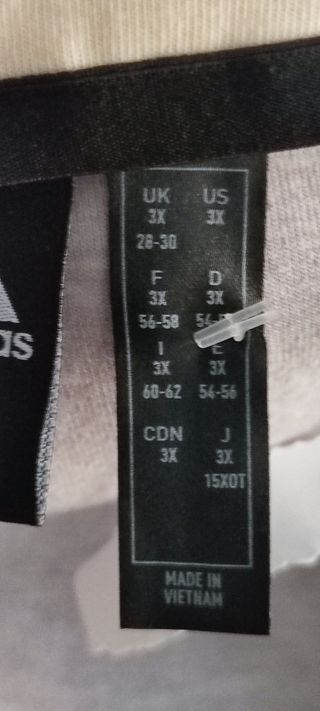 UK US
3X 3X
28-30
F D
3X 3X
56-58
I E
3X 3X
60-62 54-56
CDN J
3X 3X
15XOT
MADE IN
VIETNAM
as